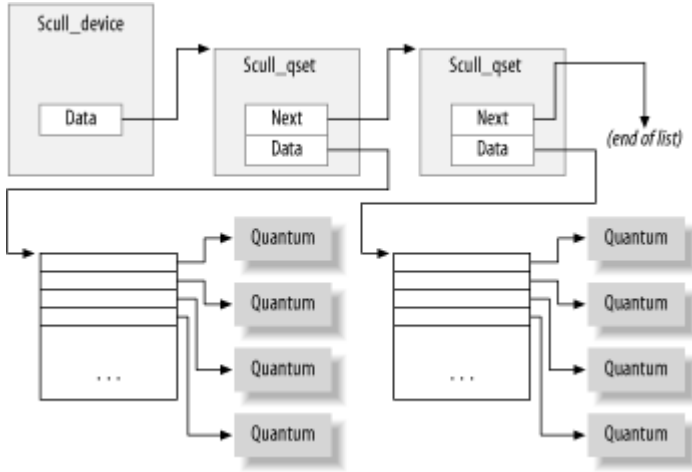 Scull_device
Scull_qset
Scull_qset
Data
Next
Data
Next
Data
(end of list)
Quantum
Quantum
Quantum
Quantum
. . .
Quantum
Quantum
Quantum
Quantum
. . .